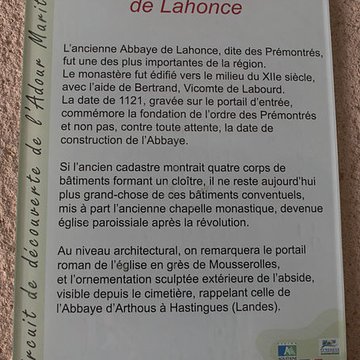 de Lahonce
L'ancienne Abbaye de Lahonce, dite des Prémontrés,
fut une des plus importantes de la région.
Le monastère fut édifié vers le milieu du XIIe siècle,
avec l'aide de Bertrand, Vicomte de Labourd.
La date de 1121, gravée sur le portail d'entrée,
commémore la fondation de l'ordre des Prémontrés
et non pas, contre toute attente, la date de
construction de l'Abbaye.
Si l'ancien cadastre montrait quatre corps de
bâtiments formant un cloître, il ne reste aujourd'hui
plus grand-chose de ces bâtiments conventuels,
mis à part l'ancienne chapelle monastique, devenue
église paroissiale après la révolution.
Au niveau architectural, on remarquera le portail
roman de l'église en grès de Mousserolles,
et l'ornementation sculptée extérieure de l'abside,
visible depuis le cimetière, rappelant celle de
l'Abbaye d'Arthous à Hastingues (Landes).
rcuit de découverte de l'Adour Marit